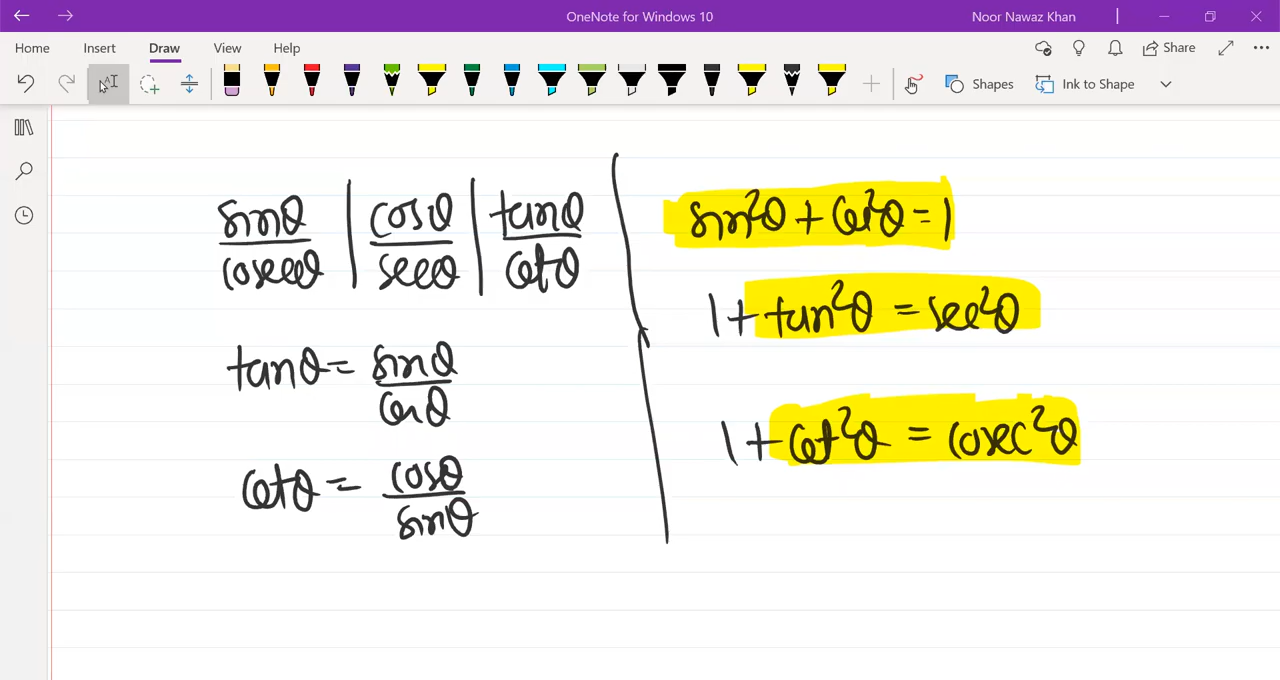 OneNote for Windows 10
Noor Nawaz Khan
Home Insert Draw View Help
Share
Shapes
Ink to Shape
sinθ | cosθ | tanθ
cosecθ | secθ | cotθ
tanθ = sinθ / cosθ
cotθ = cosθ / sinθ
sin²θ + cos²θ = 1
1 + tan²θ = sec²θ
1 + cot²θ = cosec²θ